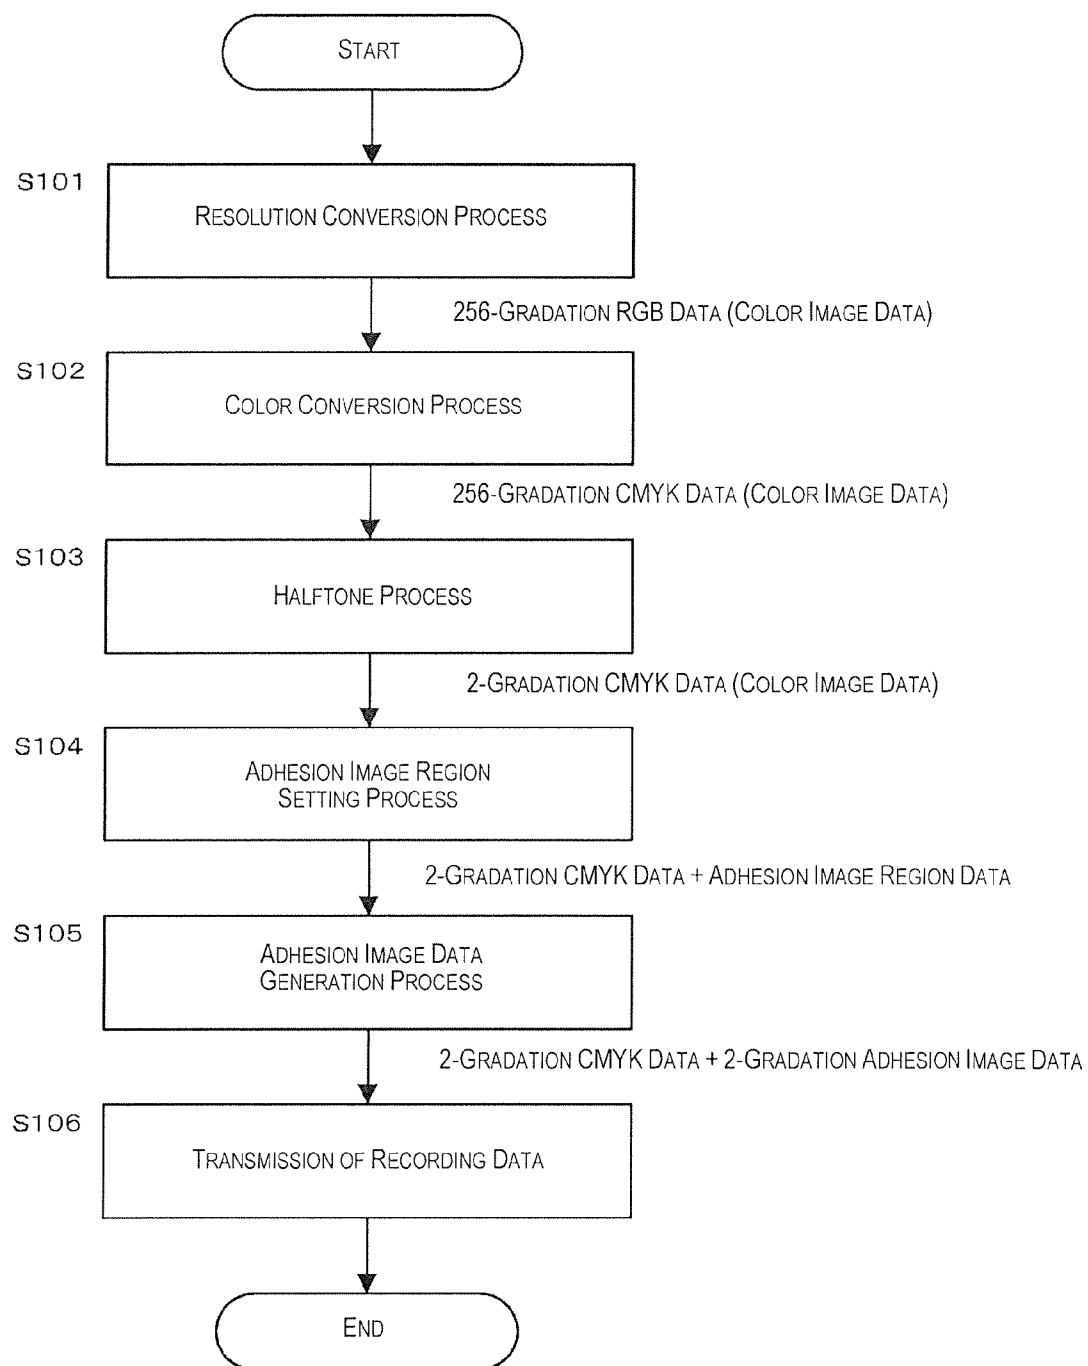 START
S101
RESOLUTION CONVERSION PROCESS
256-GRADATION RGB DATA (COLOR IMAGE DATA)
S102
COLOR CONVERSION PROCESS
256-GRADATION CMYK DATA (COLOR IMAGE DATA)
S103
HALFTONE PROCESS
2-GRADATION CMYK DATA (COLOR IMAGE DATA)
S104
ADHESION IMAGE REGION
SETTING PROCESS
2-GRADATION CMYK DATA + ADHESION IMAGE REGION DATA
S105
ADHESION IMAGE DATA
GENERATION PROCESS
2-GRADATION CMYK DATA + 2-GRADATION ADHESION IMAGE DATA
S106
TRANSMISSION OF RECORDING DATA
END